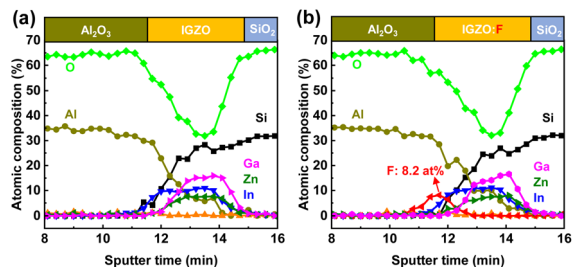 (a)
Al₂O₃ IGZO SiO₂
70
60
50
40
30
20
10
0
Atomic composition (%)
O
Al
Si
Ga
Zn
In
8 10 12 14 16
Sputter time (min)
(b)
Al₂O₃ IGZO:F SiO₂
70
60
50
40
30
20
10
0
Atomic composition (%)
O
Al
Si
F: 8.2 at%
Ga
Zn
In
8 10 12 14 16
Sputter time (min)